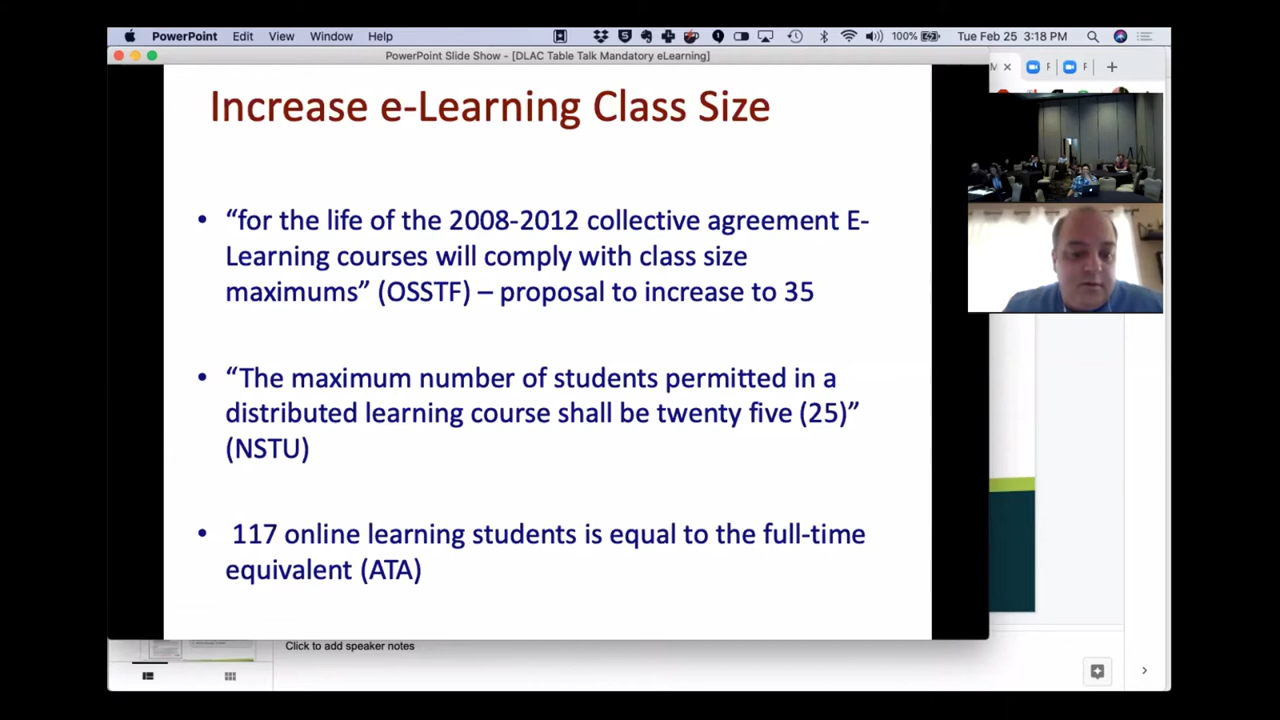 PowerPoint Edit View Window Help 100% Tue Feb 25 3:18 PM
PowerPoint Slide Show - [DLAC Table Talk Mandatory eLearning]
Increase e-Learning Class Size
• “for the life of the 2008-2012 collective agreement E-
Learning courses will comply with class size
maximums” (OSSTF) – proposal to increase to 35
• “The maximum number of students permitted in a
distributed learning course shall be twenty five (25)”
(NSTU)
• 117 online learning students is equal to the full-time
equivalent (ATA)
Click to add speaker notes